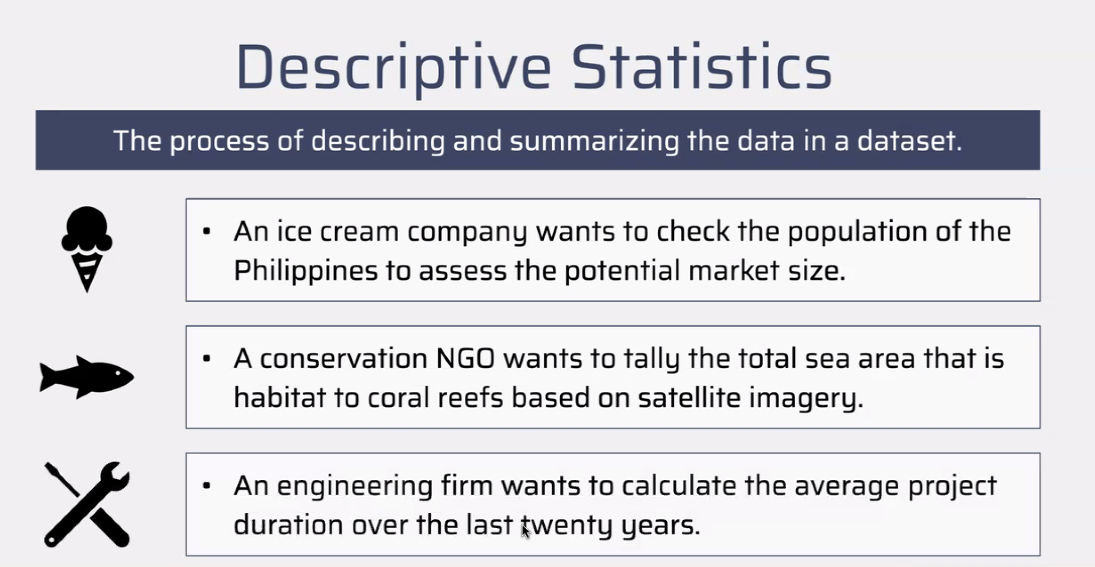 Descriptive Statistics
The process of describing and summarizing the data in a dataset.
• An ice cream company wants to check the population of the
Philippines to assess the potential market size.
• A conservation NGO wants to tally the total sea area that is
habitat to coral reefs based on satellite imagery.
• An engineering firm wants to calculate the average project
duration over the last twenty years.